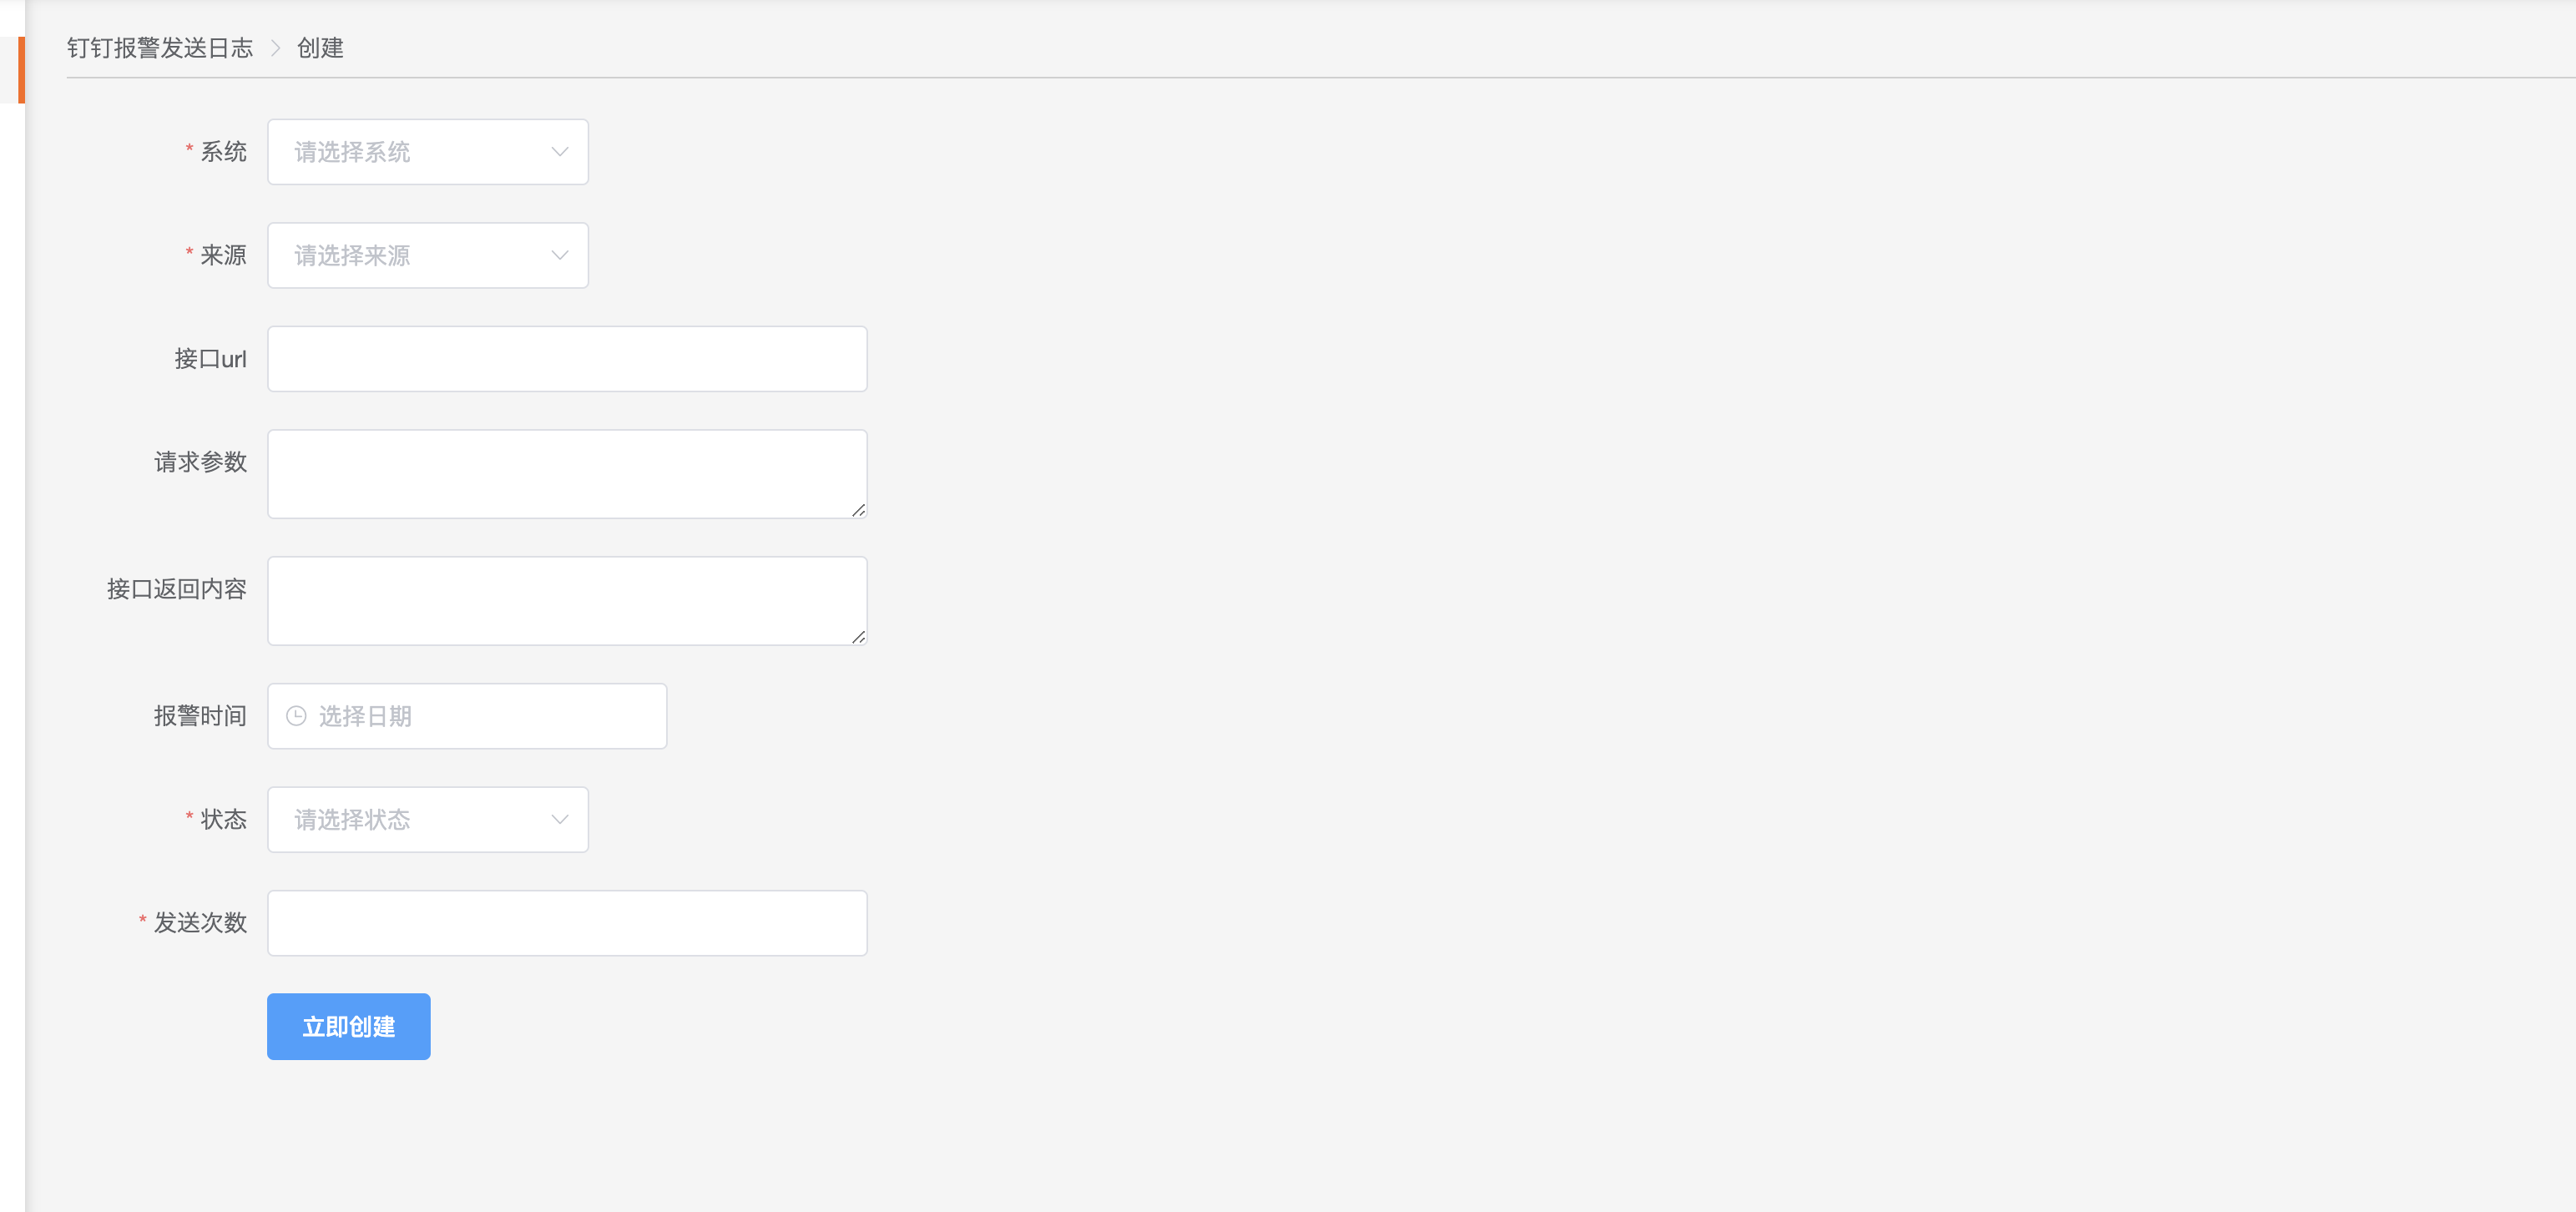 钉钉报警发送日志 > 创建
* 系统 请选择系统
* 来源 请选择来源
接口url
请求参数
接口返回内容
报警时间 选择日期
* 状态 请选择状态
* 发送次数
立即创建